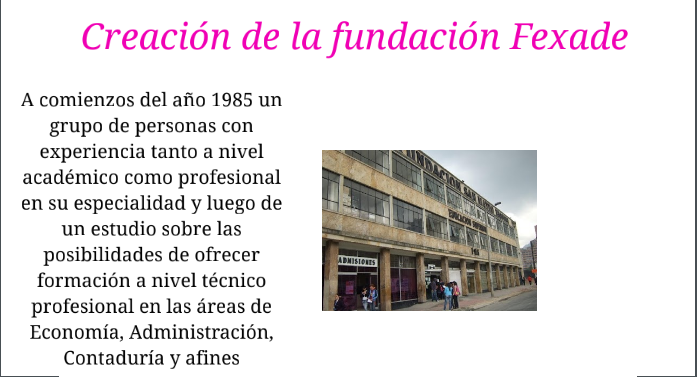 Creación de la fundación Fexade
A comienzos del año 1985 un
grupo de personas con
experiencia tanto a nivel
académico como profesional
en su especialidad y luego de
un estudio sobre las
posibilidades de ofrecer
formación a nivel técnico
profesional en las áreas de
Economía, Administración,
Contaduría y afines
FUNDACION SAN
ADMISIONES